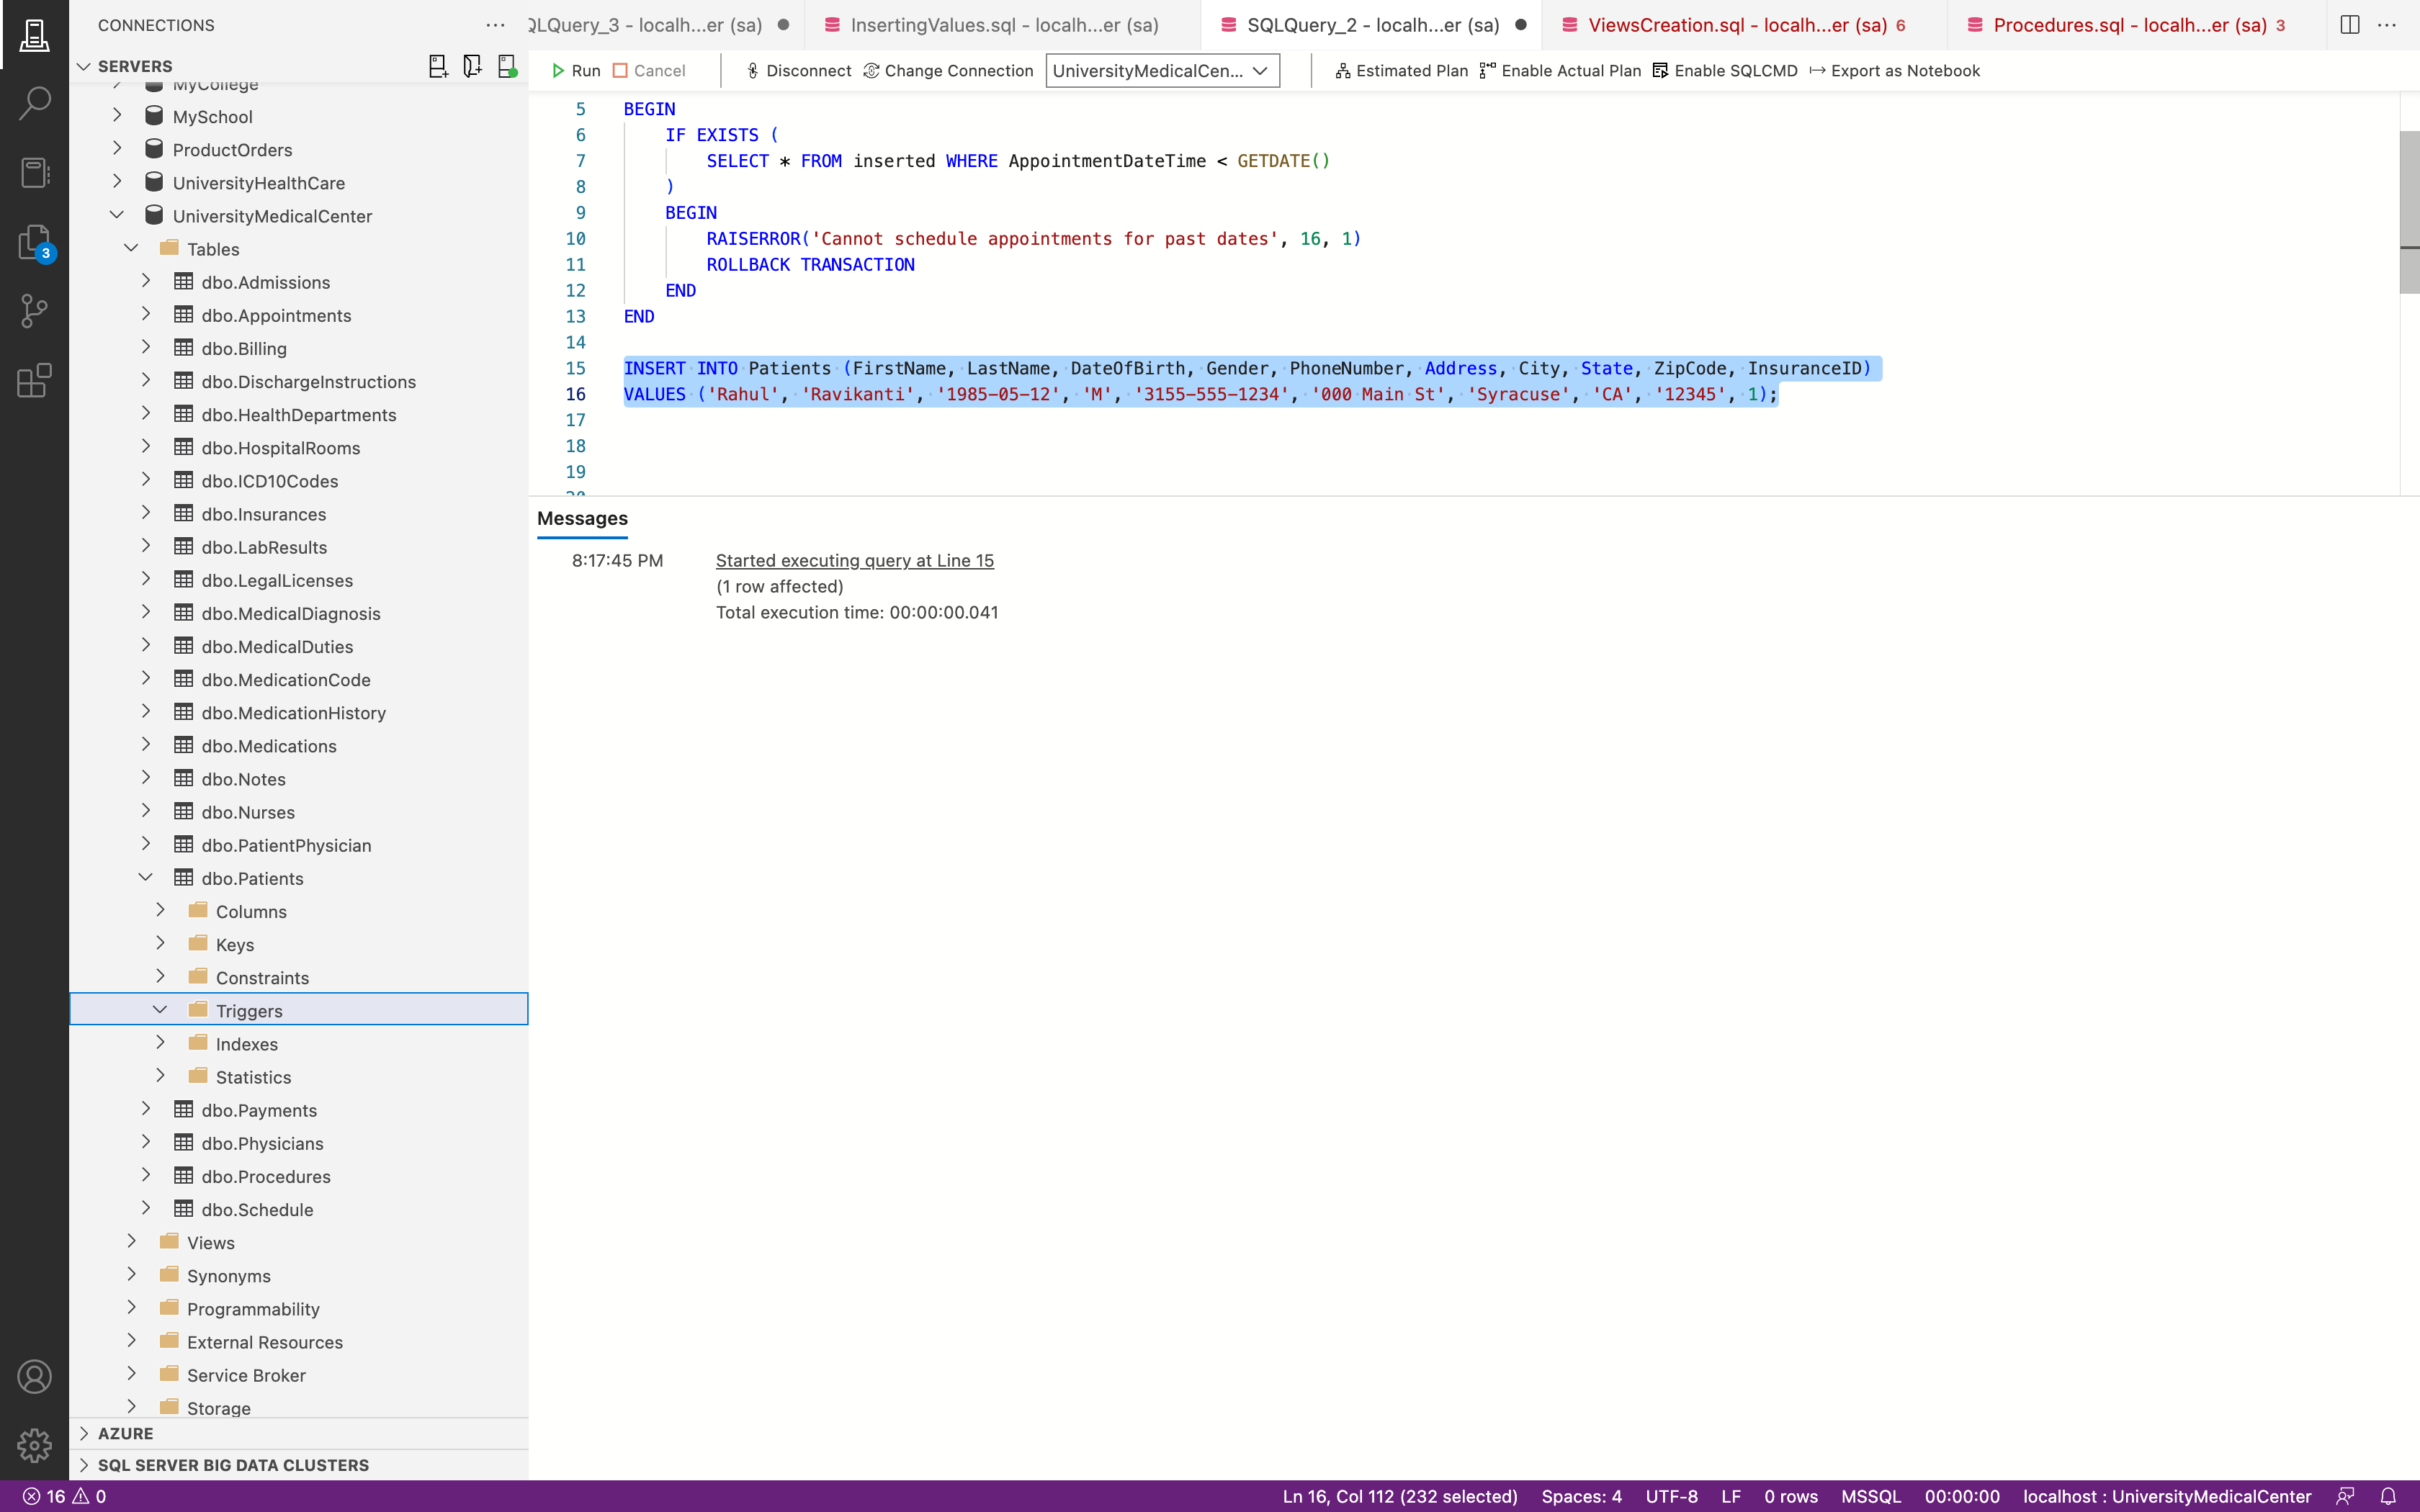 CONNECTIONS
SERVERS
MyCollege
MySchool
ProductOrders
UniversityHealthCare
UniversityMedicalCenter
Tables
dbo.Admissions
dbo.Appointments
dbo.Billing
dbo.DischargeInstructions
dbo.HealthDepartments
dbo.HospitalRooms
dbo.ICD10Codes
dbo.Insurances
dbo.LabResults
dbo.LegalLicenses
dbo.MedicalDiagnosis
dbo.MedicalDuties
dbo.MedicationCode
dbo.MedicationHistory
dbo.Medications
dbo.Notes
dbo.Nurses
dbo.PatientPhysician
dbo.Patients
Columns
Keys
Constraints
Triggers
Indexes
Statistics
dbo.Payments
dbo.Physicians
dbo.Procedures
dbo.Schedule
Views
Synonyms
Programmability
External Resources
Service Broker
Storage
AZURE
SQL SERVER BIG DATA CLUSTERS
3
QLQuery_3 - localh...er (sa) InsertingValues.sql - localh...er (sa) SQLQuery_2 - localh...er (sa) ViewsCreation.sql - localh...er (sa) 6 Procedures.sql - localh...er (sa) 3
Run Cancel Disconnect Change Connection UniversityMedicalCen... Estimated Plan Enable Actual Plan Enable SQLCMD Export as Notebook
5 BEGIN
6 IF EXISTS (
7 SELECT * FROM inserted WHERE AppointmentDateTime < GETDATE()
8 )
9 BEGIN
10 RAISERROR('Cannot schedule appointments for past dates', 16, 1)
11 ROLLBACK TRANSACTION
12 END
13 END
14
15 INSERT INTO Patients (FirstName, LastName, DateOfBirth, Gender, PhoneNumber, Address, City, State, ZipCode, InsuranceID)
16 VALUES ('Rahul', 'Ravikanti', '1985-05-12', 'M', '3155-555-1234', '000 Main St', 'Syracuse', 'CA', '12345', 1);
17
18
19
20
Messages
8:17:45 PM Started executing query at Line 15
(1 row affected)
Total execution time: 00:00:00.041
16 0 Ln 16, Col 112 (232 selected) Spaces: 4 UTF-8 LF 0 rows MSSQL 00:00:00 localhost : UniversityMedicalCenter